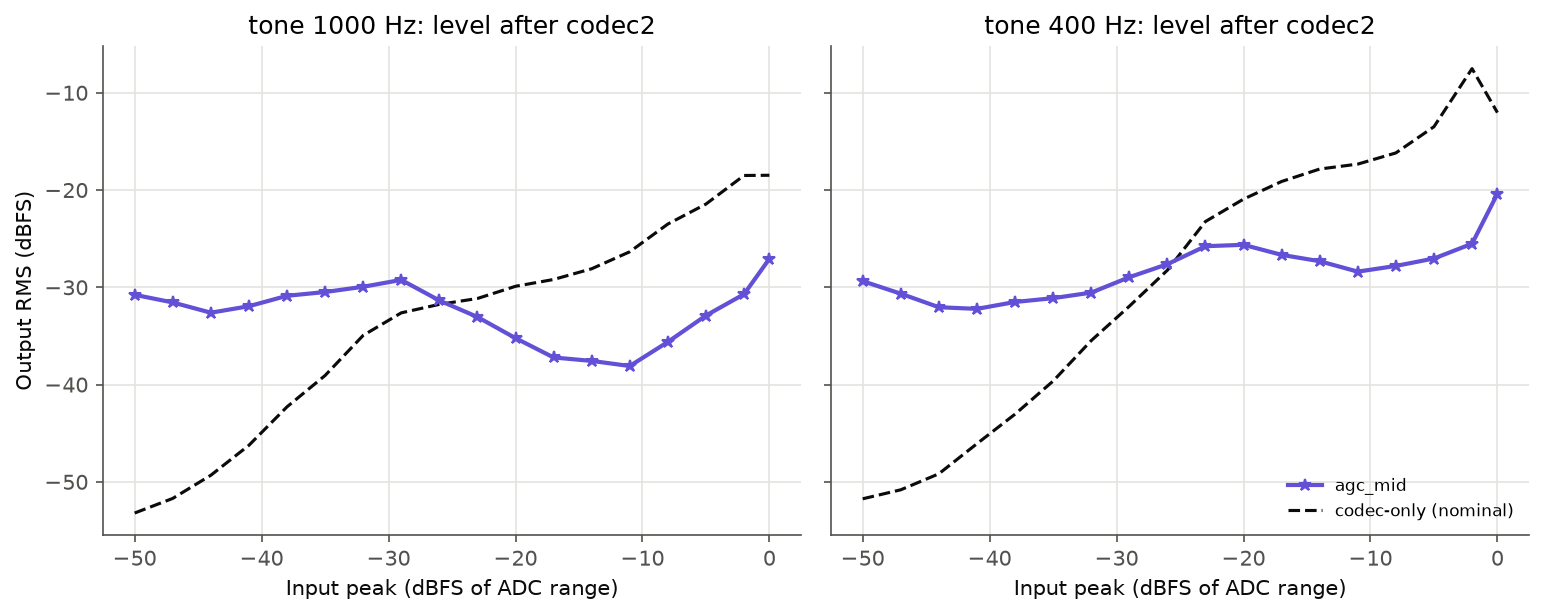 tone 1000 Hz: level after codec2
tone 400 Hz: level after codec2
Output RMS (dBFS)
−10
−20
−30
−40
−50
−50 −40 −30 −20 −10 0
−50 −40 −30 −20 −10 0
Input peak (dBFS of ADC range)
Input peak (dBFS of ADC range)
agc_mid
codec-only (nominal)